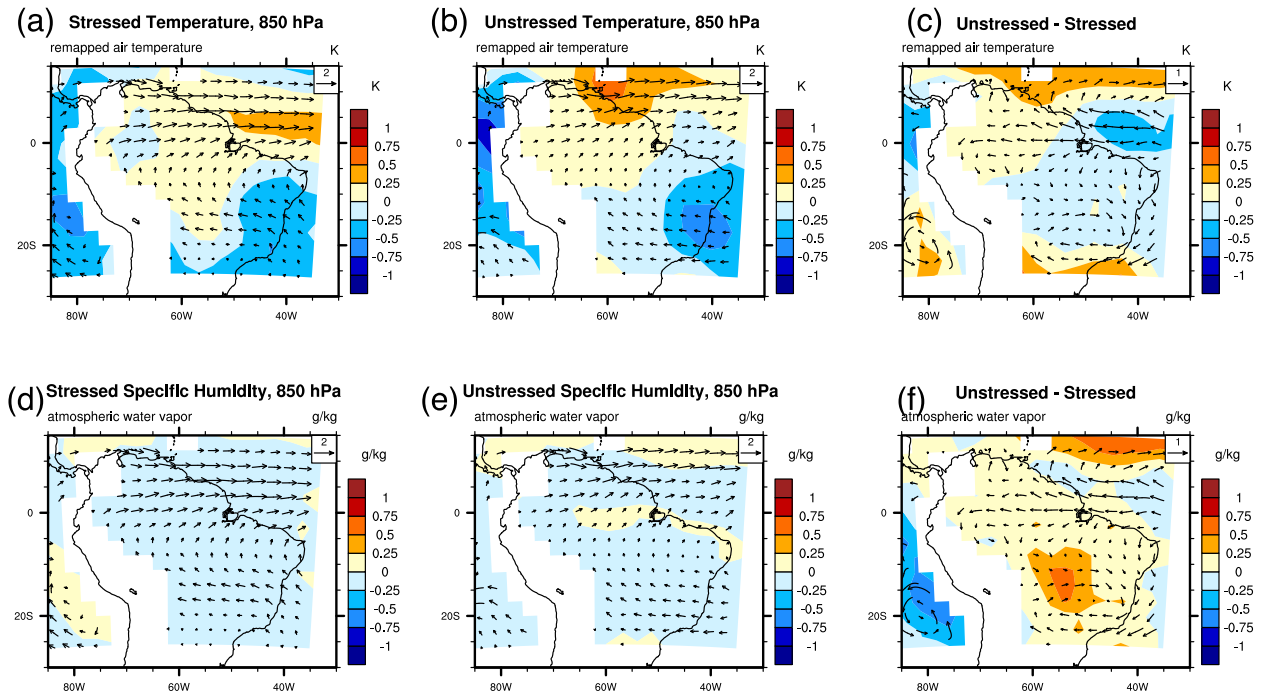 (a) Stressed Temperature, 850 hPa
remapped air temperature K
2
K
1
0.75
0.5
0.25
0
-0.25
-0.5
-0.75
-1
0
20S
80W 60W 40W
(b) Unstressed Temperature, 850 hPa
remapped air temperature K
2
K
1
0.75
0.5
0.25
0
-0.25
-0.5
-0.75
-1
0
20S
80W 60W 40W
(c) Unstressed - Stressed
remapped air temperature K
1
K
1
0.75
0.5
0.25
0
-0.25
-0.5
-0.75
-1
0
20S
80W 60W 40W
(d) Stressed Specific Humidity, 850 hPa
atmospheric water vapor g/kg
2
g/kg
1
0.75
0.5
0.25
0
-0.25
-0.5
-0.75
-1
0
20S
80W 60W 40W
(e) Unstressed Specific Humidity, 850 hPa
atmospheric water vapor g/kg
2
g/kg
1
0.75
0.5
0.25
0
-0.25
-0.5
-0.75
-1
0
20S
80W 60W 40W
(f) Unstressed - Stressed
atmospheric water vapor g/kg
1
g/kg
1
0.75
0.5
0.25
0
-0.25
-0.5
-0.75
-1
0
20S
80W 60W 40W